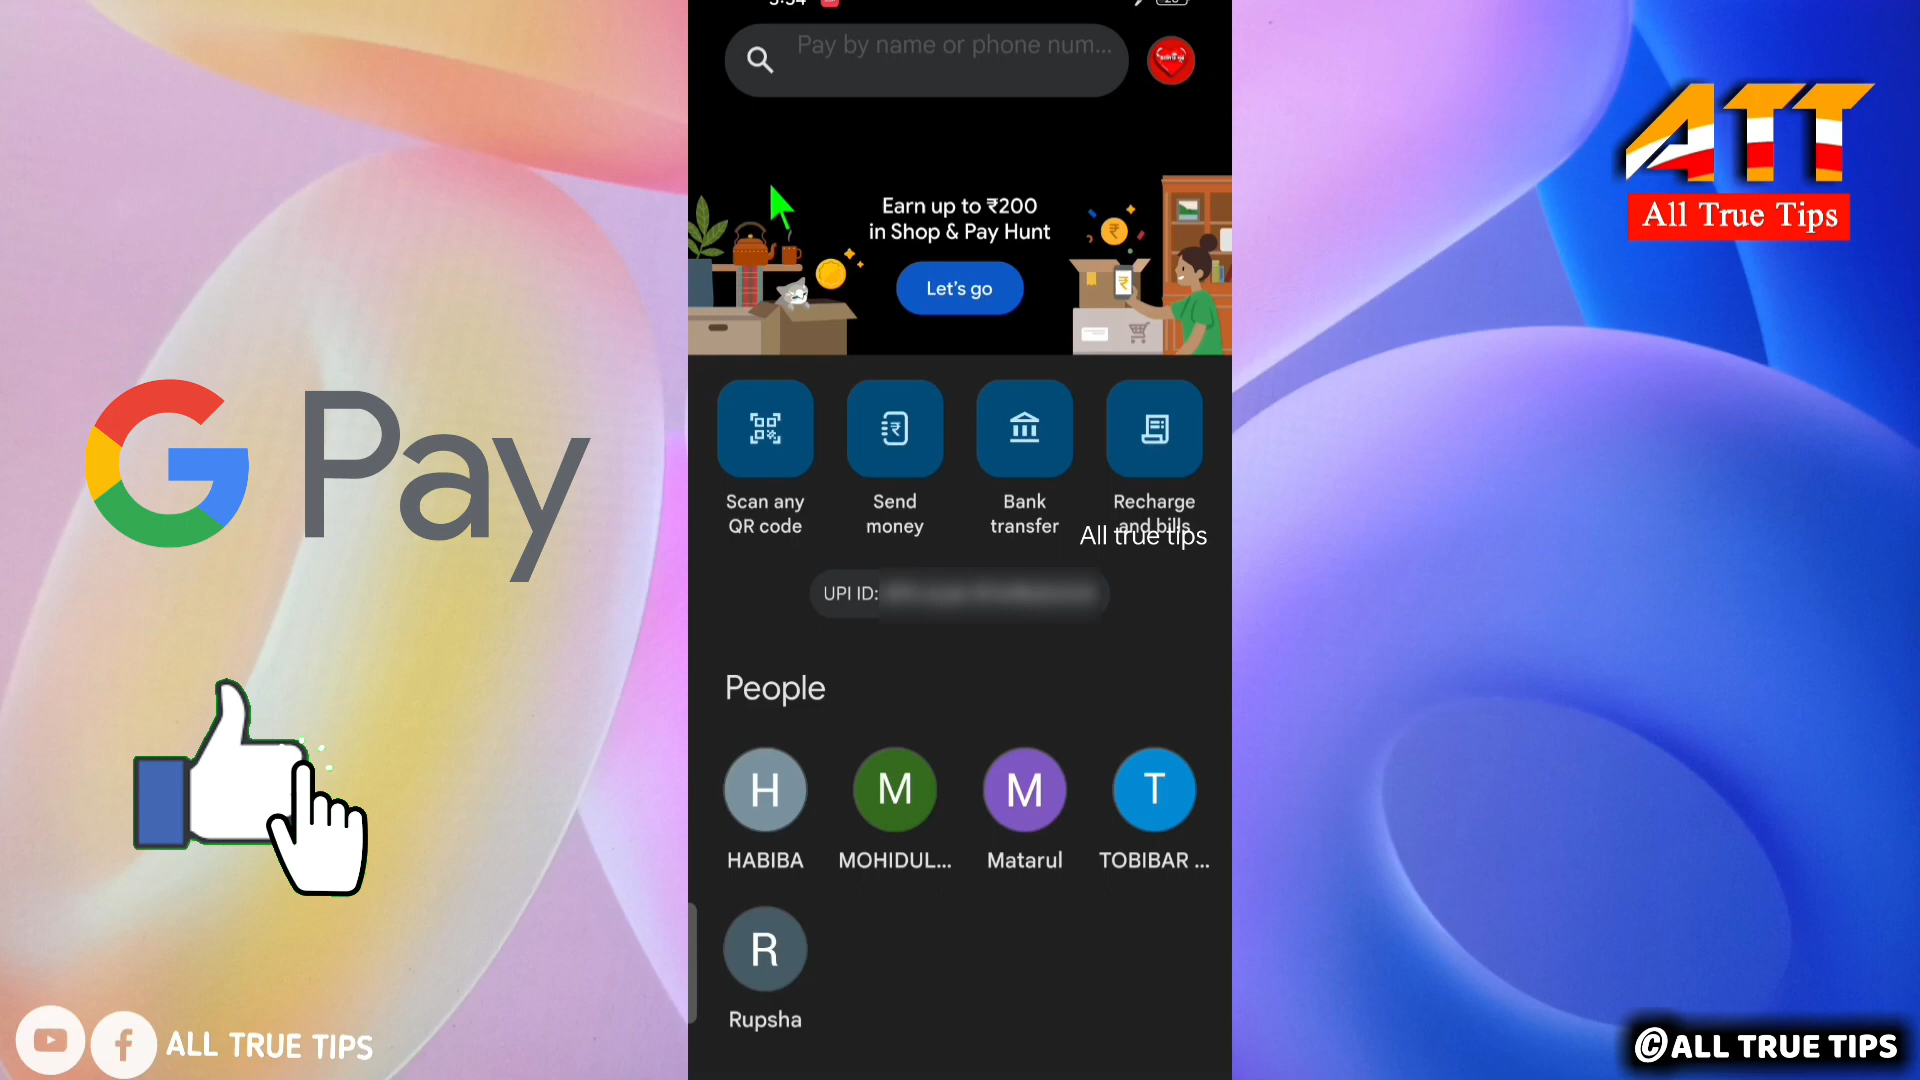 Pay by name or phone num...
ATT
All True Tips
Earn up to ₹200
in Shop & Pay Hunt
Let's go
G Pay
Scan any
QR code
Send
money
Bank
transfer
Recharge
and bills
All true tips
UPI ID:
People
H
M
M
T
HABIBA
MOHIDUL...
Matarul
TOBIBAR ...
R
Rupsha
ALL TRUE TIPS
©ALL TRUE TIPS